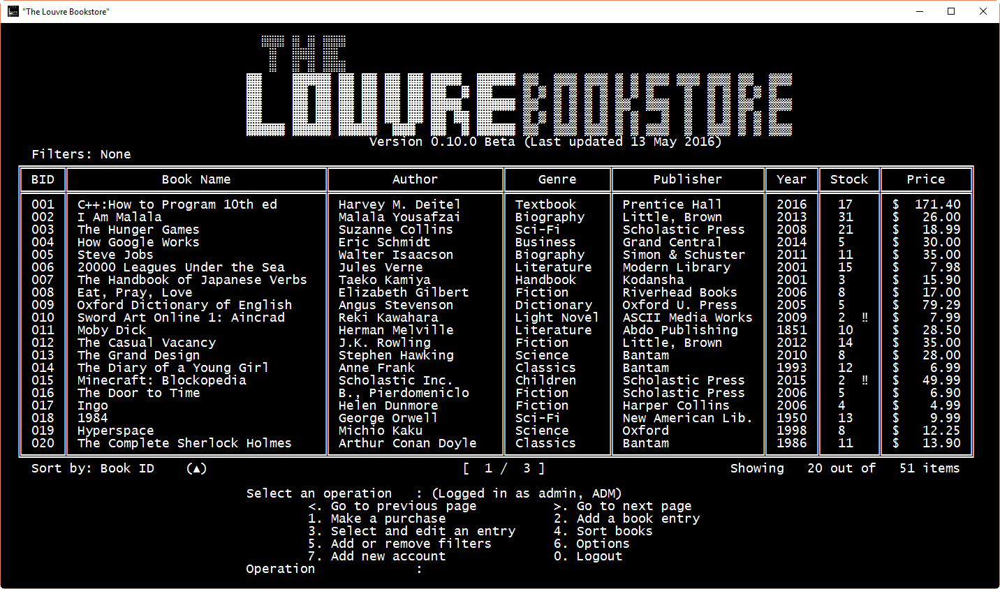 "The Louvre Bookstore"
THE
LOUVRE BOOKSTORE
Version 0.10.0 Beta (Last updated 13 May 2016)
Filters: None
BID Book Name Author Genre Publisher Year Stock Price
001 C++:How to Program 10th ed Harvey M. Deitel Textbook Prentice Hall 2016 17 $ 171.40
002 I Am Malala Malala Yousafzai Biography Little, Brown 2013 31 $ 26.00
003 The Hunger Games Suzanne Collins Sci-Fi Scholastic Press 2008 21 $ 18.99
004 How Google Works Eric Schmidt Business Grand Central 2014 5 $ 30.00
005 Steve Jobs Walter Isaacson Biography Simon & Schuster 2011 11 $ 35.00
006 20000 Leagues Under the Sea Jules Verne Literature Modern Library 2001 15 $ 7.98
007 The Handbook of Japanese Verbs Taeko Kamiya Handbook Kodansha 2001 3 $ 15.90
008 Eat, Pray, Love Elizabeth Gilbert Fiction Riverhead Books 2006 8 $ 17.00
009 Oxford Dictionary of English Angus Stevenson Dictionary Oxford U. Press 2005 5 $ 79.29
010 Sword Art Online 1: Aincrad Reki Kawahara Light Novel ASCII Media Works 2009 2 ‼ $ 7.99
011 Moby Dick Herman Melville Literature Abdo Publishing 1851 10 $ 28.50
012 The Casual Vacancy J.K. Rowling Fiction Little, Brown 2012 14 $ 35.00
013 The Grand Design Stephen Hawking Science Bantam 2010 8 $ 28.00
014 The Diary of a Young Girl Anne Frank Classics Bantam 1993 12 $ 6.99
015 Minecraft: Blockopedia Scholastic Inc. Children Scholastic Press 2015 2 ‼ $ 49.99
016 The Door to Time B., Pierdomeniclo Fiction Scholastic Press 2006 5 $ 6.90
017 Ingo Helen Dunmore Fiction Harper Collins 2006 4 $ 4.99
018 1984 George Orwell Sci-Fi New American Lib. 1950 13 $ 9.99
019 Hyperspace Michio Kaku Science Oxford 1998 8 $ 12.25
020 The Complete Sherlock Holmes Arthur Conan Doyle Classics Bantam 1986 11 $ 13.90
Sort by: Book ID (▲) [ 1 / 3 ] Showing 20 out of 51 items
Select an operation : (Logged in as admin, ADM)
<. Go to previous page >. Go to next page
1. Make a purchase 2. Add a book entry
3. Select and edit an entry 4. Sort books
5. Add or remove filters 6. Options
7. Add new account 0. Logout
Operation :